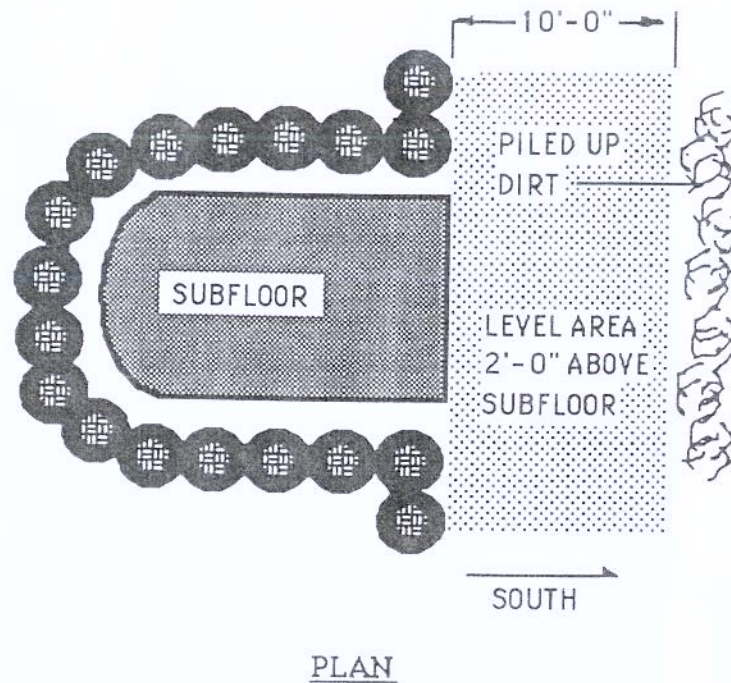 10'-0"
PILED UP
DIRT
SUBFLOOR
LEVEL AREA
2'-0" ABOVE
SUBFLOOR
SOUTH
PLAN